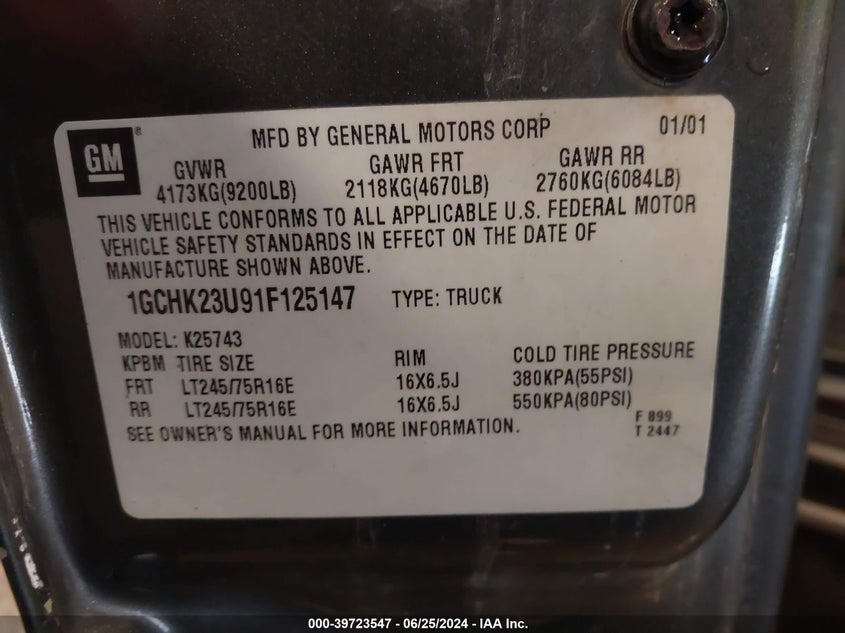 GM ®
MFD BY GENERAL MOTORS CORP 01/01
GVWR GAWR FRT GAWR RR
4173KG(9200LB) 2118KG(4670LB) 2760KG(6084LB)
THIS VEHICLE CONFORMS TO ALL APPLICABLE U.S. FEDERAL MOTOR
VEHICLE SAFETY STANDARDS IN EFFECT ON THE DATE OF
MANUFACTURE SHOWN ABOVE.
1GCHK23U91F125147 TYPE: TRUCK
MODEL: K25743
KPBM TIRE SIZE RIM COLD TIRE PRESSURE
FRT LT245/75R16E 16X6.5J 380KPA(55PSI)
RR LT245/75R16E 16X6.5J 550KPA(80PSI)
SEE OWNER'S MANUAL FOR MORE INFORMATION. F 899
T 2447
000-39723547 - 06/25/2024 - IAA Inc.